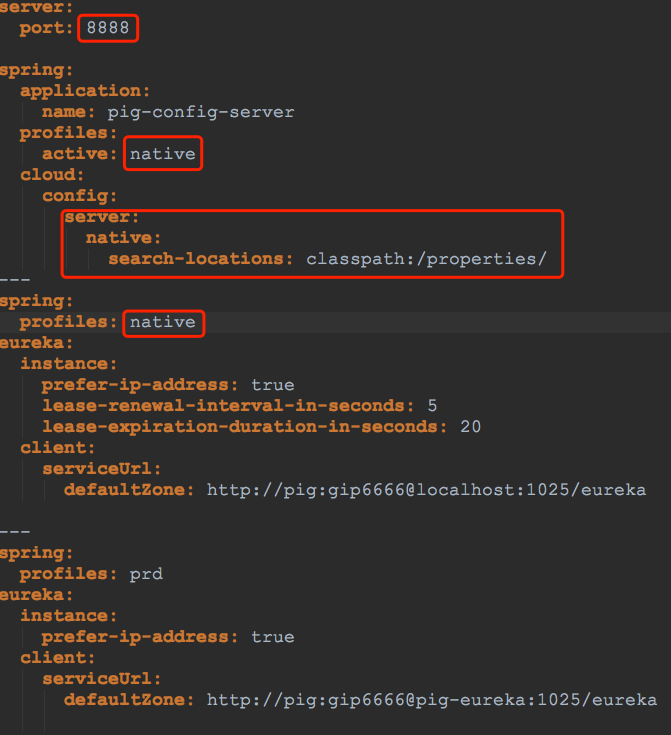 server:
  port: 8888
spring:
  application:
    name: pig-config-server
  profiles:
    active: native
  cloud:
    config:
      server:
        native:
          search-locations: classpath:/properties/
---
spring:
  profiles: native
eureka:
  instance:
    prefer-ip-address: true
    lease-renewal-interval-in-seconds: 5
    lease-expiration-duration-in-seconds: 20
  client:
    serviceUrl:
      defaultZone: http://pig:gip6666@localhost:1025/eureka
---
spring:
  profiles: prd
eureka:
  instance:
    prefer-ip-address: true
  client:
    serviceUrl:
      defaultZone: http://pig:gip6666@pig-eureka:1025/eureka